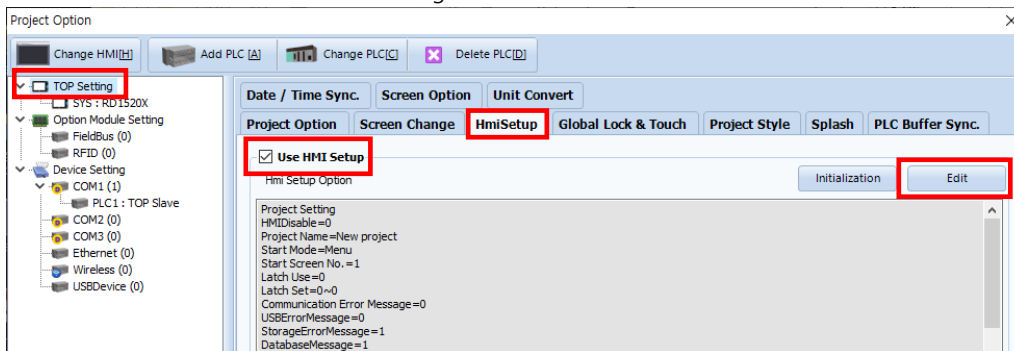 Project Option
Change HMI[H] Add PLC [A] Change PLC[C] Delete PLC[D]
TOP Setting
SYS : RD1520X
Option Module Setting
FieldBus (0)
RFID (0)
Device Setting
COM1 (1)
PLC1 : TOP Slave
COM2 (0)
COM3 (0)
Ethernet (0)
Wireless (0)
USBDevice (0)
Date / Time Sync. Screen Option Unit Convert
Project Option Screen Change HmiSetup Global Lock & Touch Project Style Splash PLC Buffer Sync.
Use HMI Setup
Hmi Setup Option Initialization Edit
Project Setting
HMIDisable=0
Project Name=New project
Start Mode=Menu
Start Screen No.=1
Latch Use=0
Latch Set=0~0
Communication Error Message=0
USBErrorMessage=0
StorageErrorMessage=1
DatabaseMessage=1